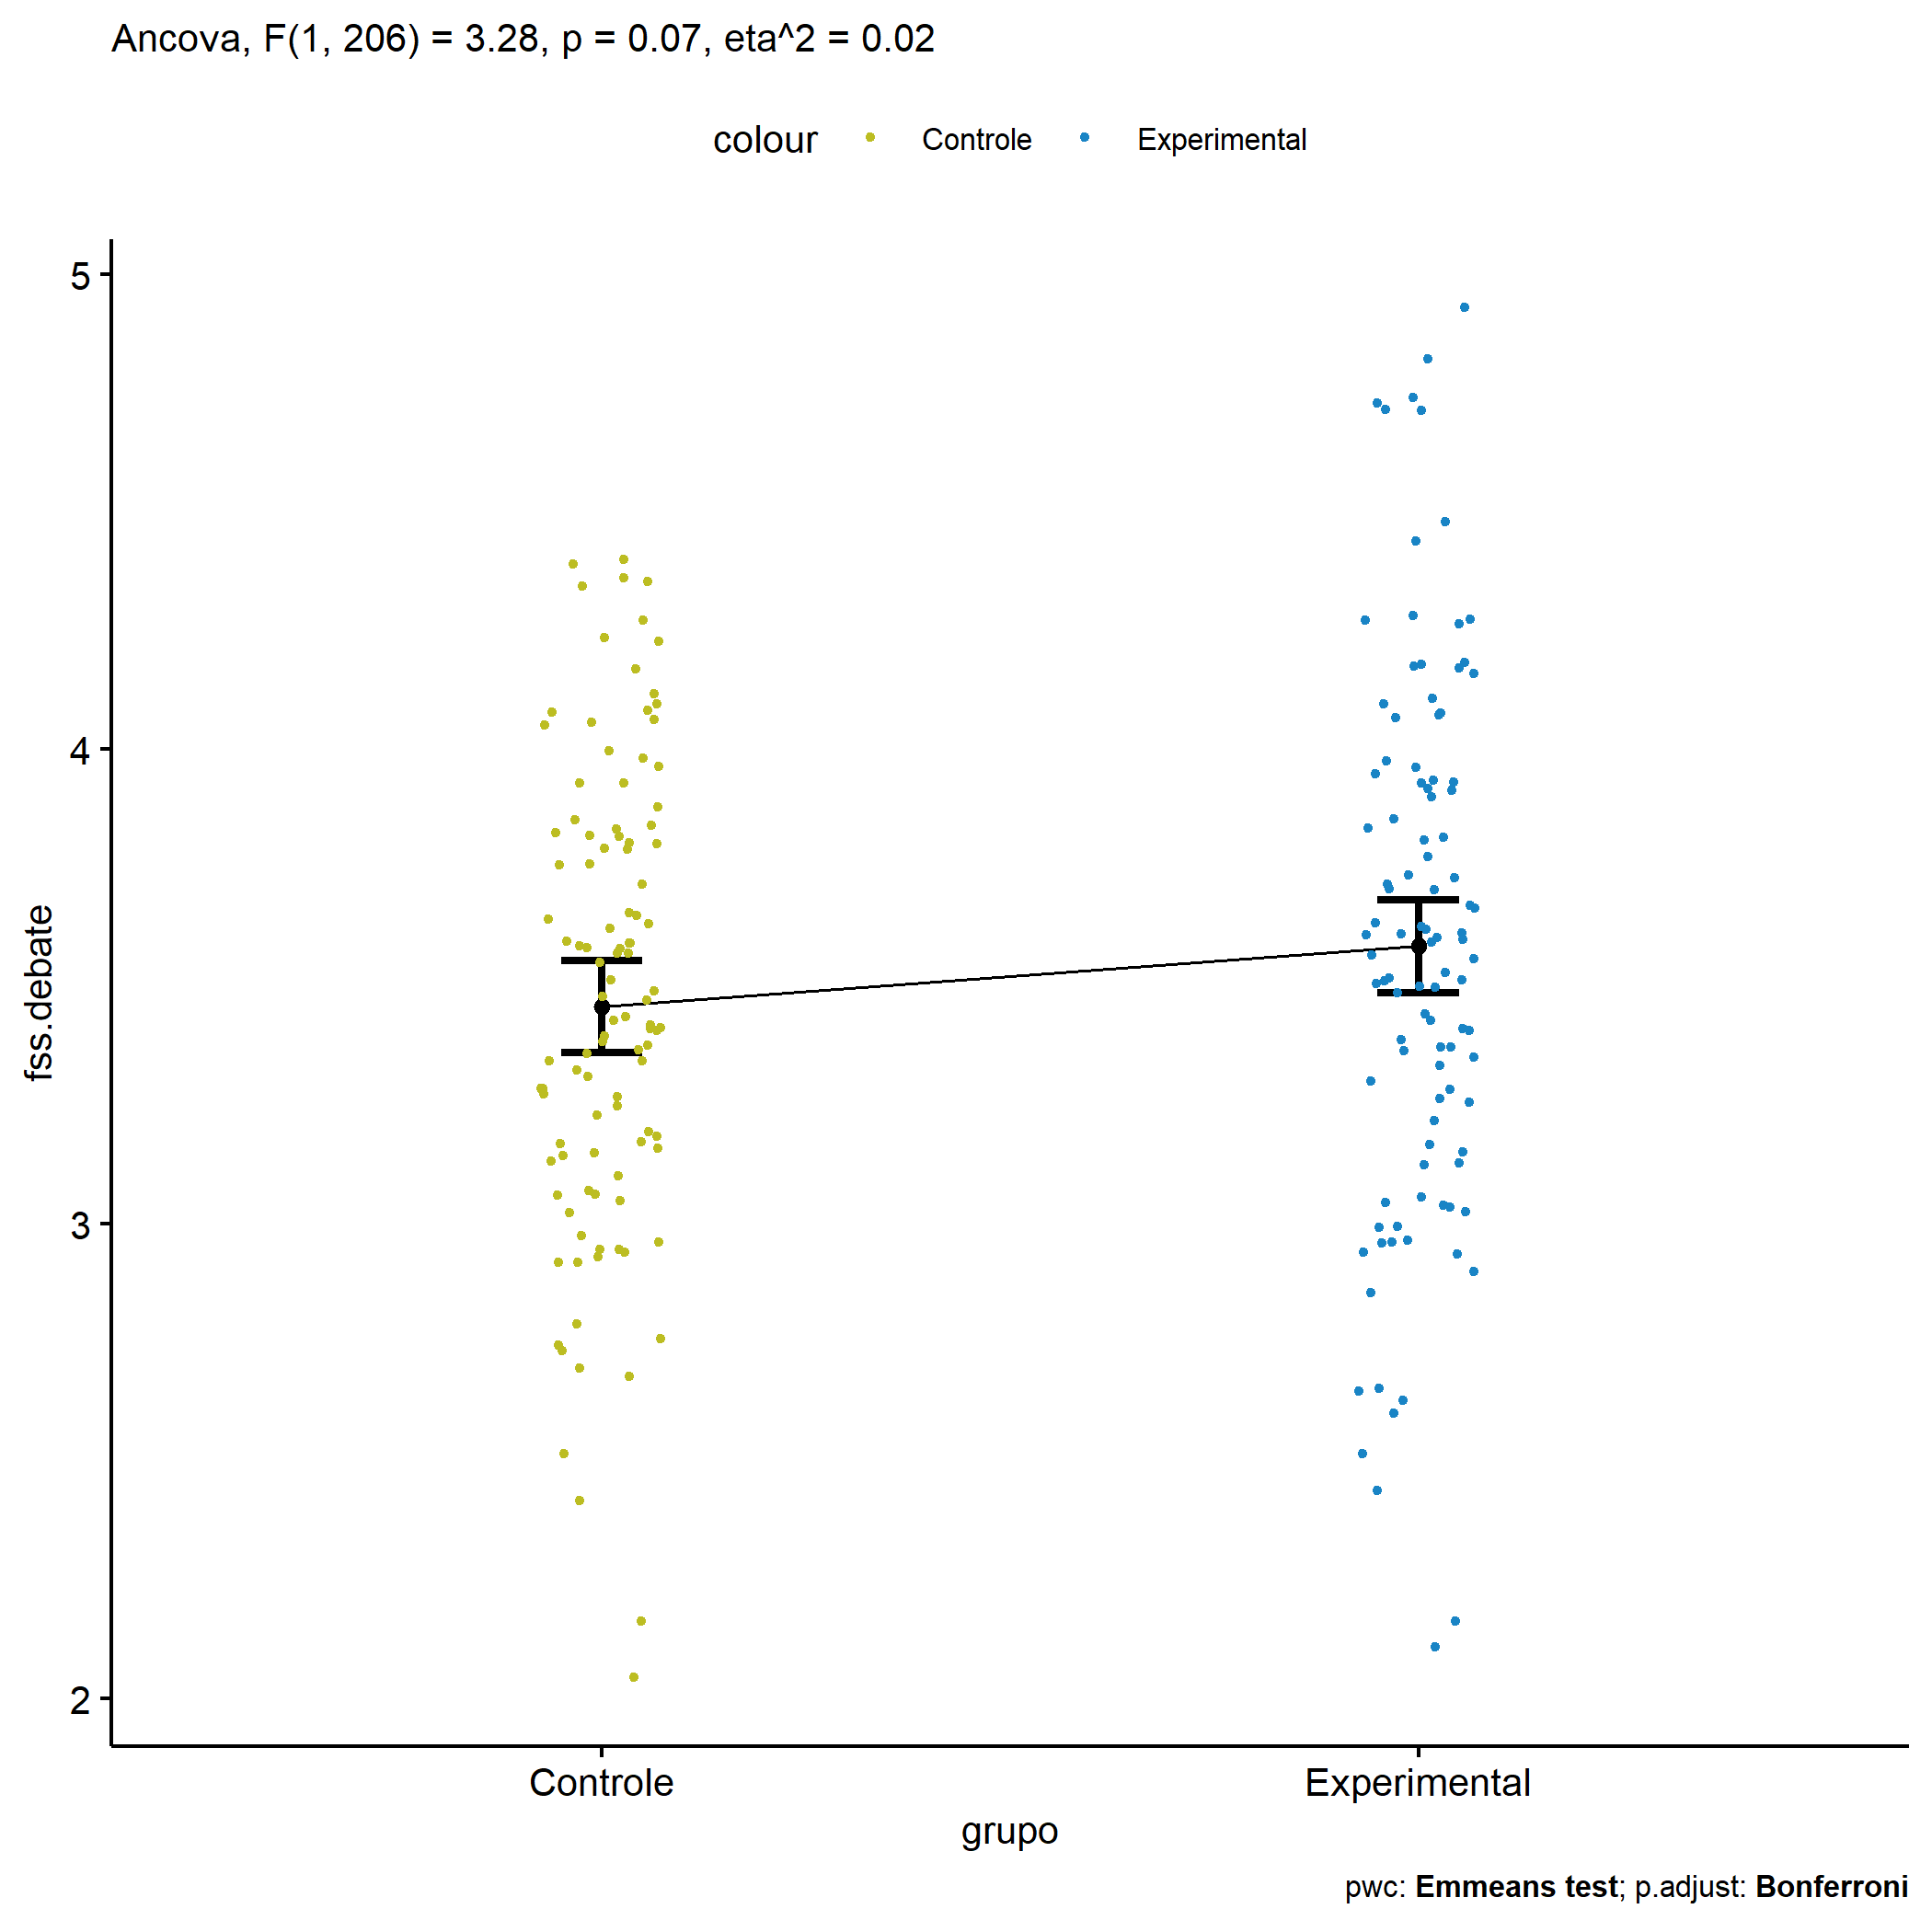 Ancova, F(1, 206) = 3.28, p = 0.07, eta^2 = 0.02
colour Controle Experimental
5
4
3
2
fss.debate
Controle Experimental
grupo
pwc: Emmeans test; p.adjust: Bonferroni